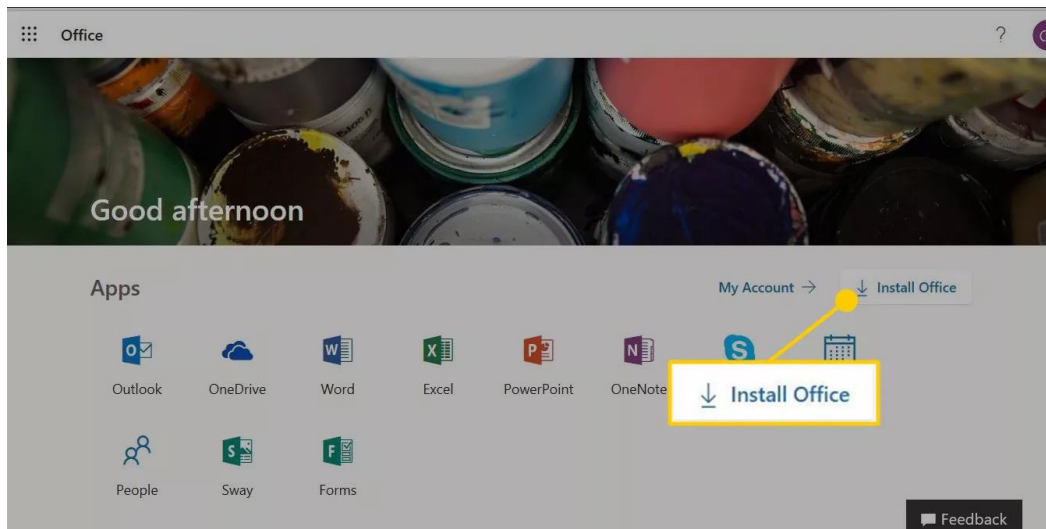 Office
?
Good afternoon
Apps
My Account →
Install Office
Outlook
OneDrive
Word
Excel
PowerPoint
OneNote
Install Office
People
Sway
Forms
Feedback